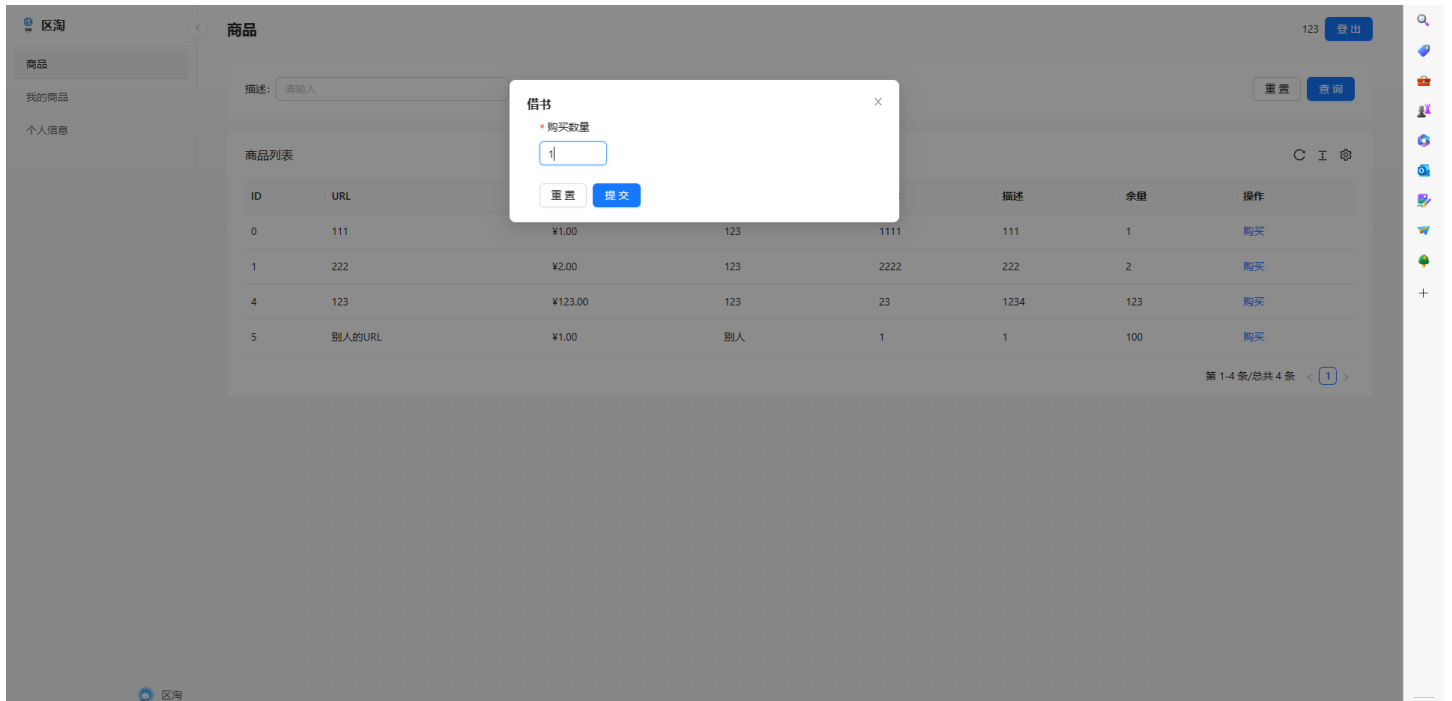 区淘
商品
123 登出
商品
我的商品
个人信息
描述: 请输入
重置 查询
借书
* 购买数量
1
重置 提交
商品列表
ID URL 描述 余量 操作
0 111 ¥1.00 123 1111 111 1 购买
1 222 ¥2.00 123 2222 222 2 购买
4 123 ¥123.00 123 23 1234 123 购买
5 别人的URL ¥1.00 别人 1 1 100 购买
第 1-4 条/总共 4 条 < 1 >
区淘